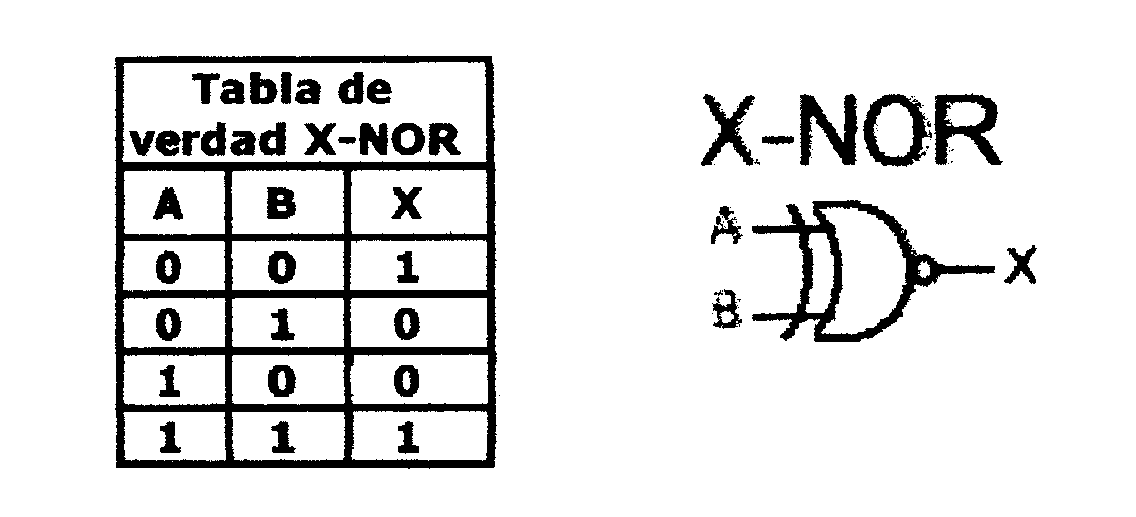 Tabla de
verdad X-NOR
A B X
0 0 1
0 1 0
1 0 0
1 1 1
X-NOR
A
B
X